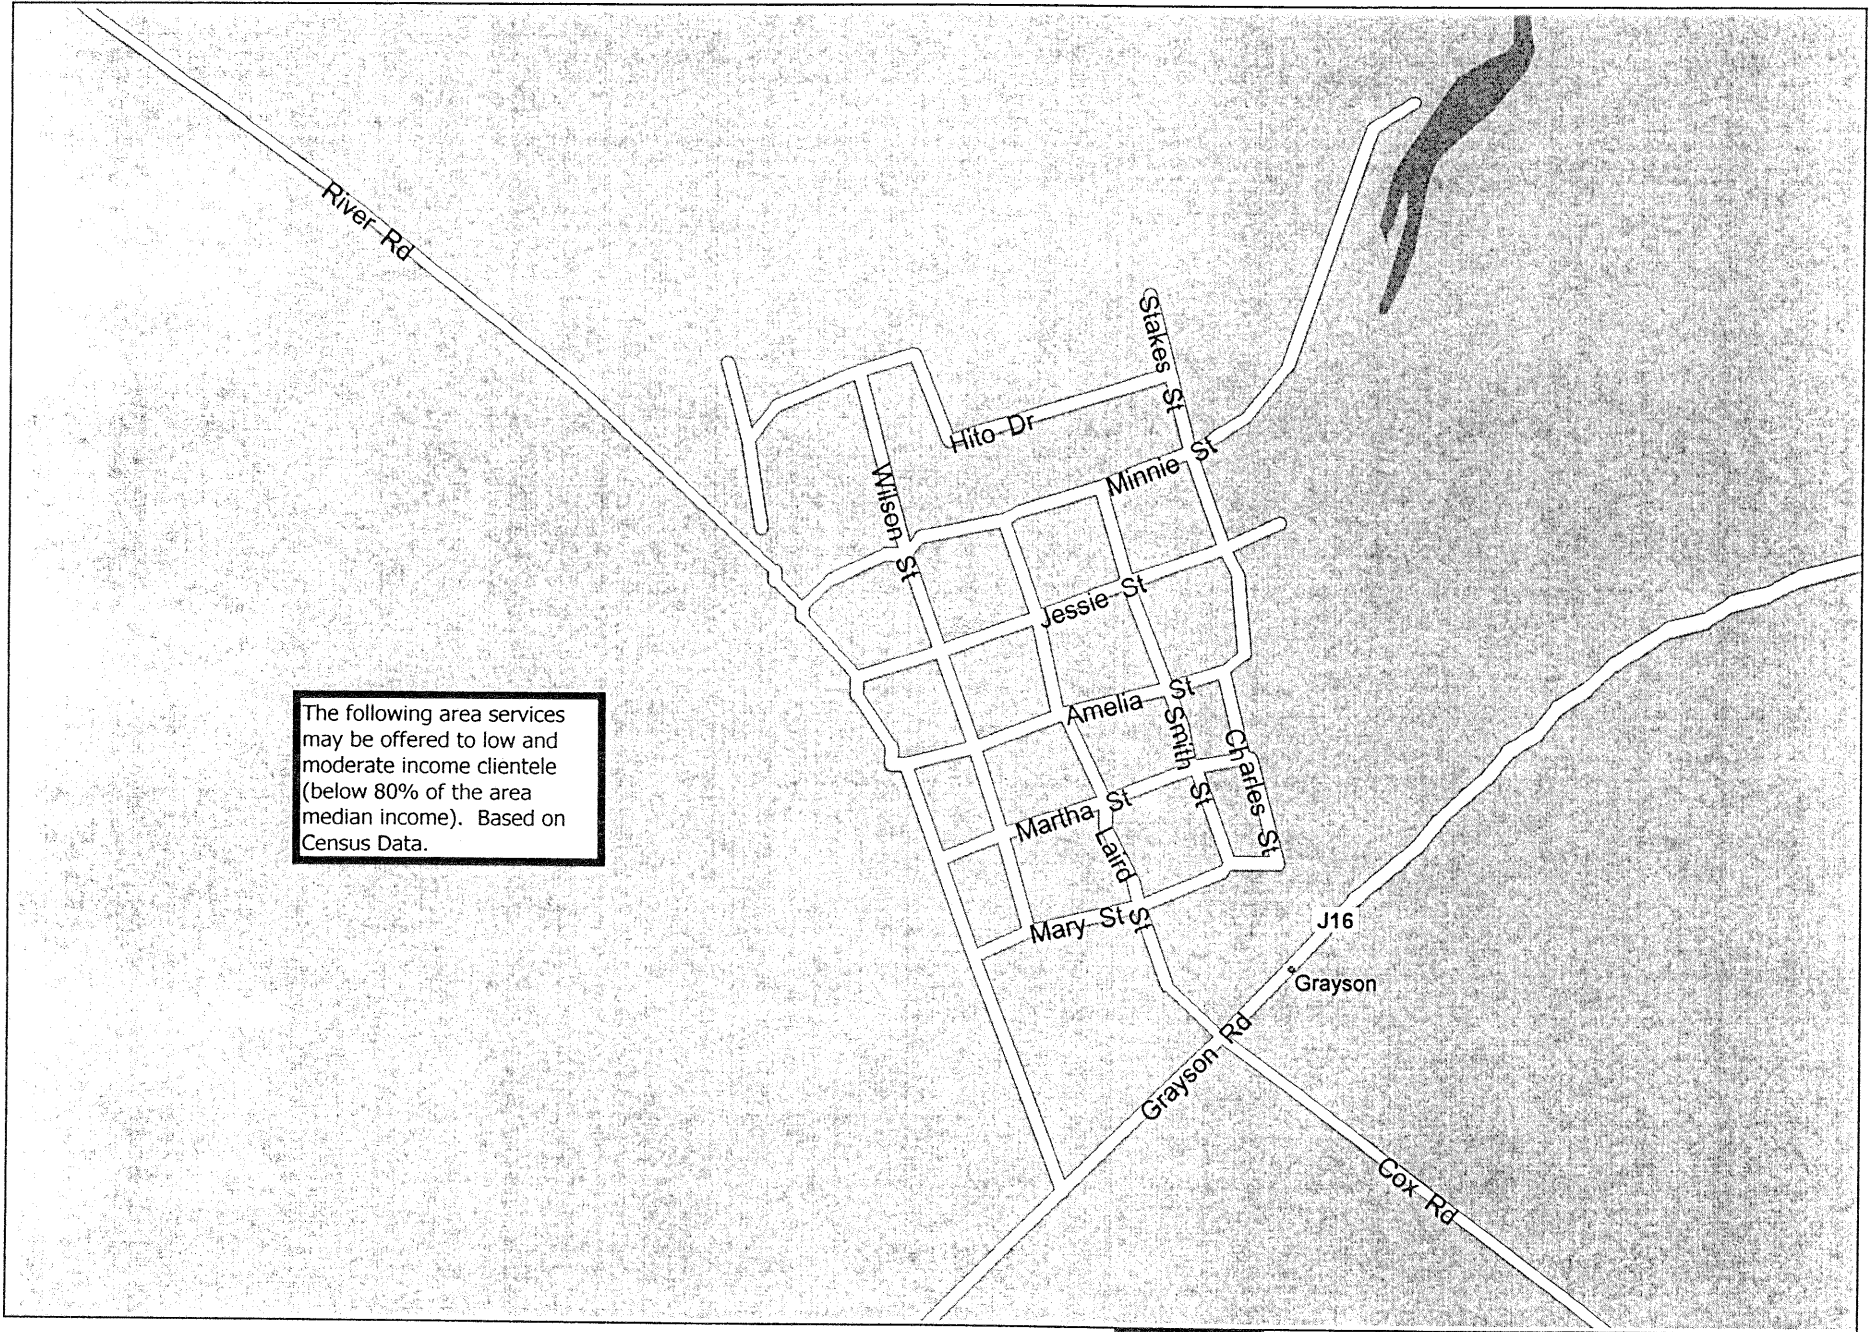 River Rd
Stakes St
Hito Dr
Minnie St
Wilson St
Jessie St
Amelia St
Smith St
Charles St
The following area services
may be offered to low and
moderate income clientele
(below 80% of the area
median income). Based on
Census Data.
Martha St
Laird St
Mary St
J16
Grayson
Grayson Rd
Cox Rd